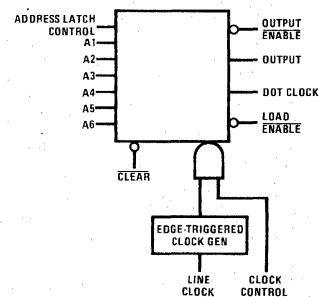 ADDRESS LATCH
CONTROL
A1
A2
A3
A4
A5
A6
OUTPUT
ENABLE
OUTPUT
DOT CLOCK
LOAD
ENABLE
CLEAR
EDGE-TRIGGERED
CLOCK GEN
LINE
CLOCK
CLOCK
CONTROL